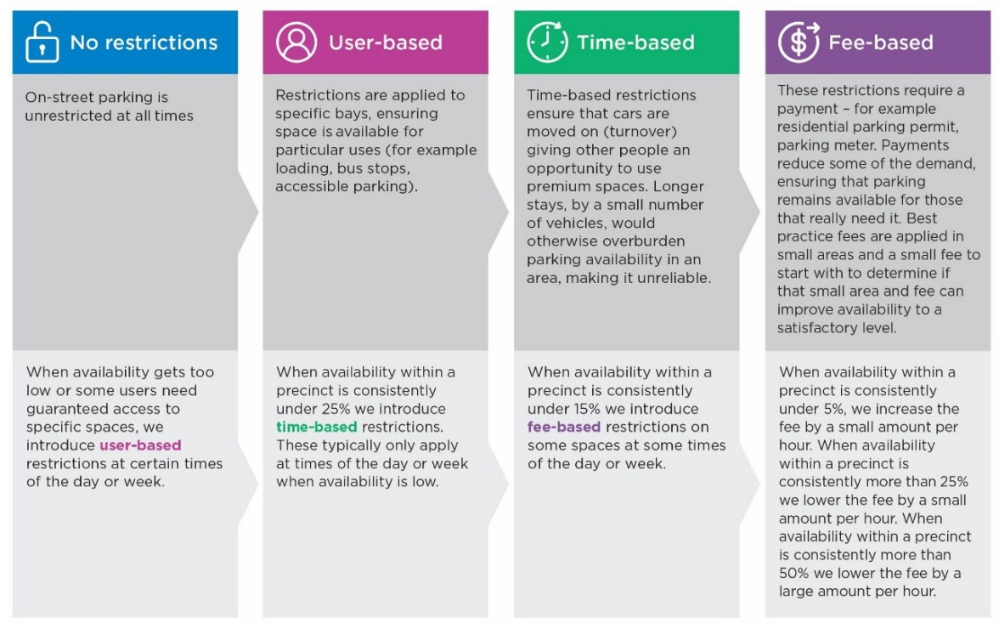 No restrictions
On-street parking is
unrestricted at all times
When availability gets too
low or some users need
guaranteed access to
specific spaces, we
introduce user-based
restrictions at certain times
of the day or week.
User-based
Restrictions are applied to
specific bays, ensuring
space is available for
particular uses (for example
loading, bus stops,
accessible parking).
When availability within a
precinct is consistently
under 25% we introduce
time-based restrictions.
These typically only apply
at times of the day or week
when availability is low.
Time-based
Time-based restrictions
ensure that cars are
moved on (turnover)
giving other people an
opportunity to use
premium spaces. Longer
stays, by a small number
of vehicles, would
otherwise overburden
parking availability in an
area, making it unreliable.
When availability within a
precinct is consistently
under 15% we introduce
fee-based restrictions on
some spaces at some times
of the day or week.
Fee-based
These restrictions require a
payment – for example
residential parking permit,
parking meter. Payments
reduce some of the demand,
ensuring that parking
remains available for those
that really need it. Best
practice fees are applied in
small areas and a small fee to
start with to determine if
that small area and fee can
improve availability to a
satisfactory level.
When availability within a
precinct is consistently
under 5%, we increase the
fee by a small amount per
hour. When availability
within a precinct is
consistently more than 25%
we lower the fee by a small
amount per hour. When
availability within a precinct
is consistently more than
50% we lower the fee by a
large amount per hour.